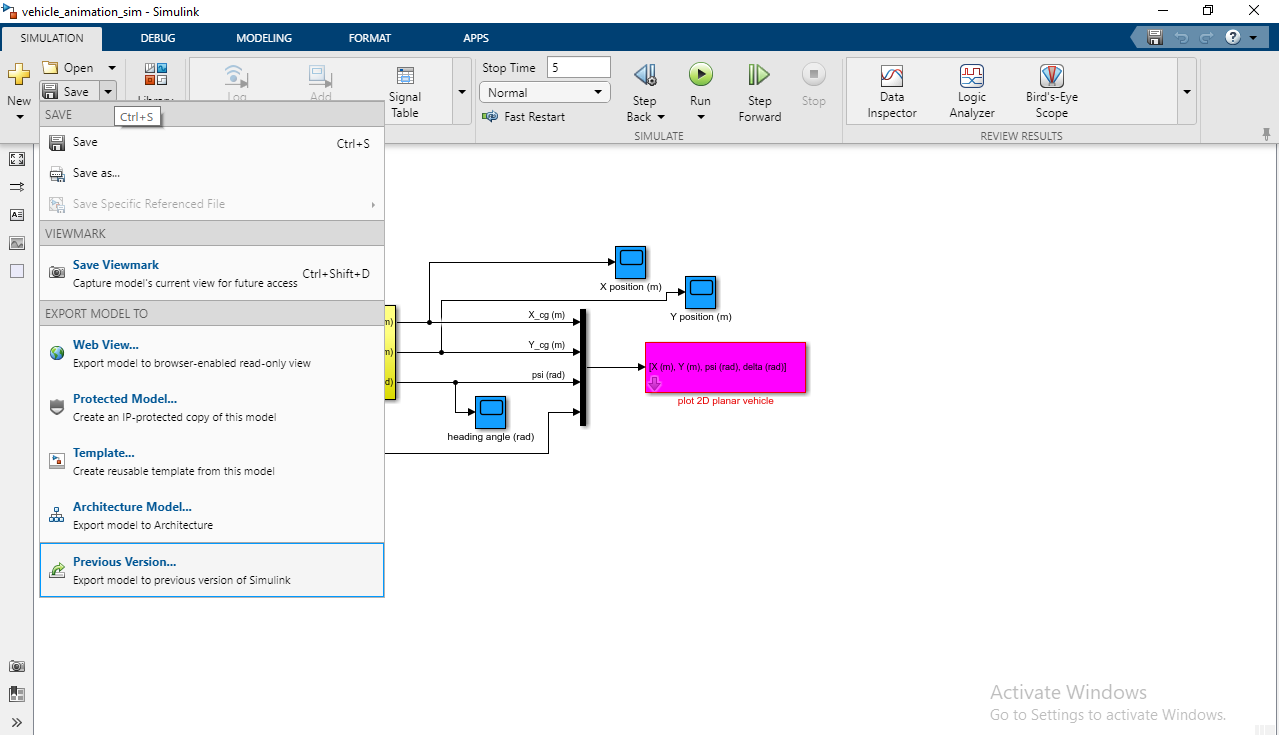 vehicle_animation_sim - Simulink
SIMULATION DEBUG MODELING FORMAT APPS
New
Open
Save
Signal
Table
Stop Time 5
Normal
Fast Restart
Step
Back
Run
Step
Forward
Stop
SIMULATE
Data
Inspector
Logic
Analyzer
Bird's-Eye
Scope
REVIEW RESULTS
SAVE
Ctrl+S
Save Ctrl+S
Save as...
Save Specific Referenced File
VIEWMARK
Save Viewmark
Capture model's current view for future access Ctrl+Shift+D
EXPORT MODEL TO
Web View...
Export model to browser-enabled read-only view
Protected Model...
Create an IP-protected copy of this model
Template...
Create reusable template from this model
Architecture Model...
Export model to Architecture
Previous Version...
Export model to previous version of Simulink
X position (m)
Y position (m)
X_cg (m)
Y_cg (m)
psi (rad)
heading angle (rad)
[X (m), Y (m), psi (rad), delta (rad)]
plot 2D planar vehicle
Activate Windows
Go to Settings to activate Windows.